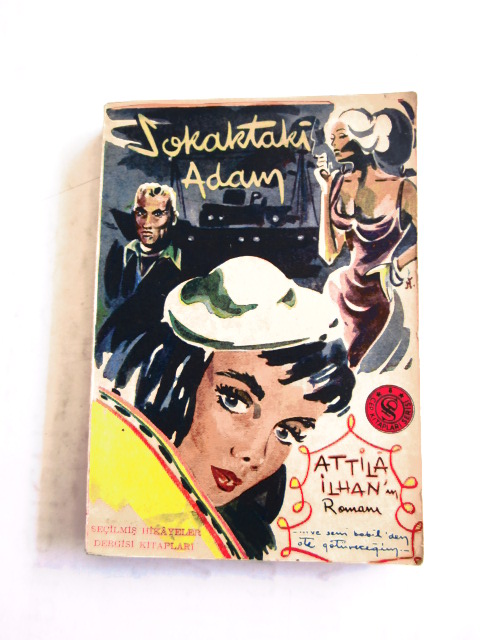 Sokaktaki
Adam
ATTİLÂ
İLHAN'ın
Romanı
SEÇİLMİŞ HİKÂYELER
DERGİSİ KİTAPLARI
....ve seni babil'den
öte götüreceğim...